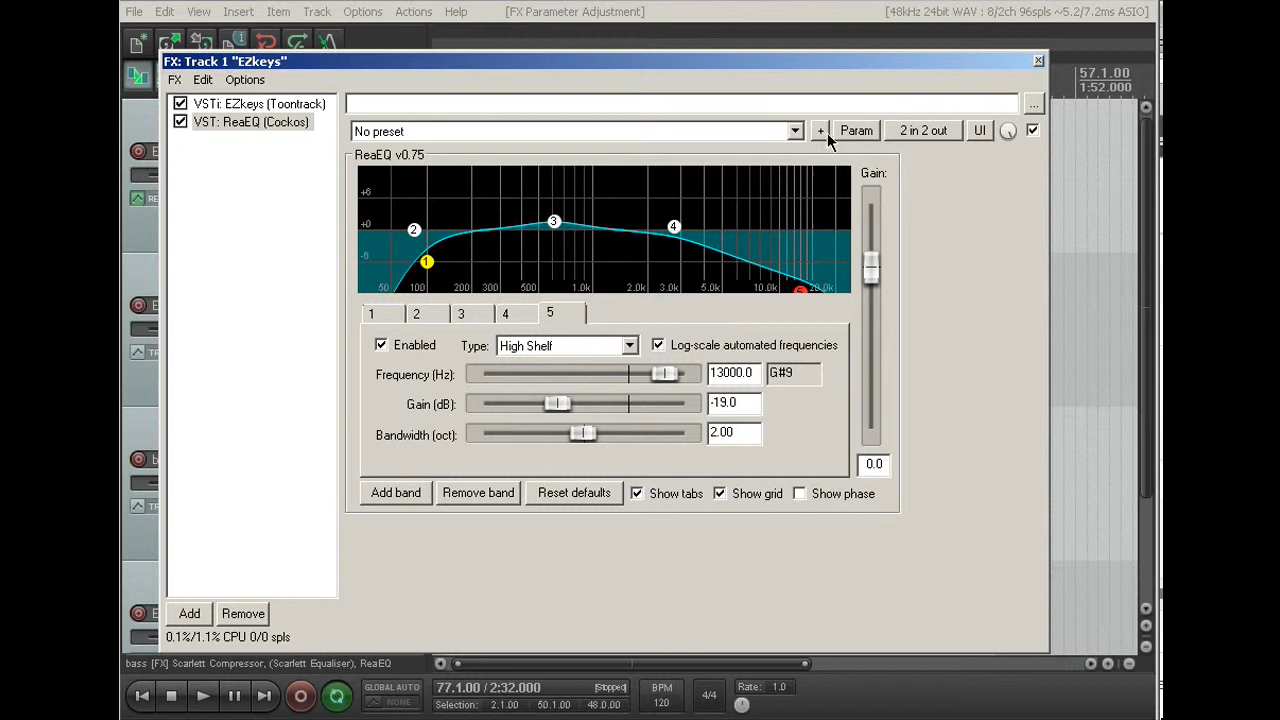 File Edit View Insert Item Track Options Actions Help [FX Parameter Adjustment] [48kHz 24bit WAV : 8/2ch 96spls ~5.2/7.2ms ASIO]
FX: Track 1 "EZkeys"
FX Edit Options
57.1.00
1:52.000
VSTi: EZkeys (Toontrack)
VST: ReaEQ (Cockos)
...
No preset + Param 2 in 2 out UI
ReaEQ v0.75
Gain:
+6
+0
-6
1 2 3 4 5
50 100 200 300 500 1.0k 2.0k 3.0k 5.0k 10.0k 20.0k
1 2 3 4 5
Enabled Type: High Shelf Log-scale automated frequencies
Frequency (Hz): 13000.0 G#9
Gain (dB): -19.0
Bandwidth (oct): 2.00
0.0
Add band Remove band Reset defaults Show tabs Show grid Show phase
Add Remove
0.1%/1.1% CPU 0/0 spls
bass [FX] Scarlett Compressor, (Scarlett Equaliser), ReaEQ
GLOBAL AUTO
NONE
77.1.00 / 2:32.000 [Stopped]
Selection: 2.1.00 50.1.00 48.0.00
BPM
120
4/4
Rate: 1.0